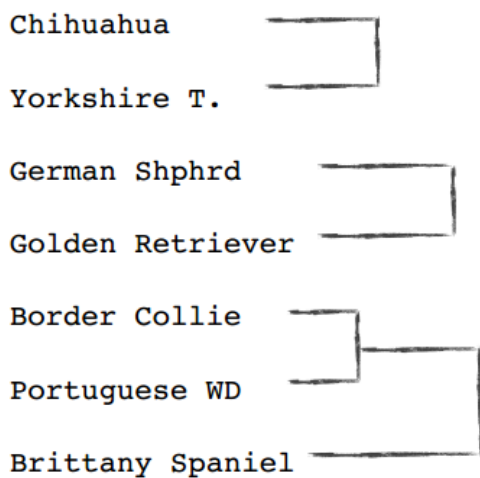 Chihuahua
Yorkshire T.
German Shphrd
Golden Retriever
Border Collie
Portuguese WD
Brittany Spaniel